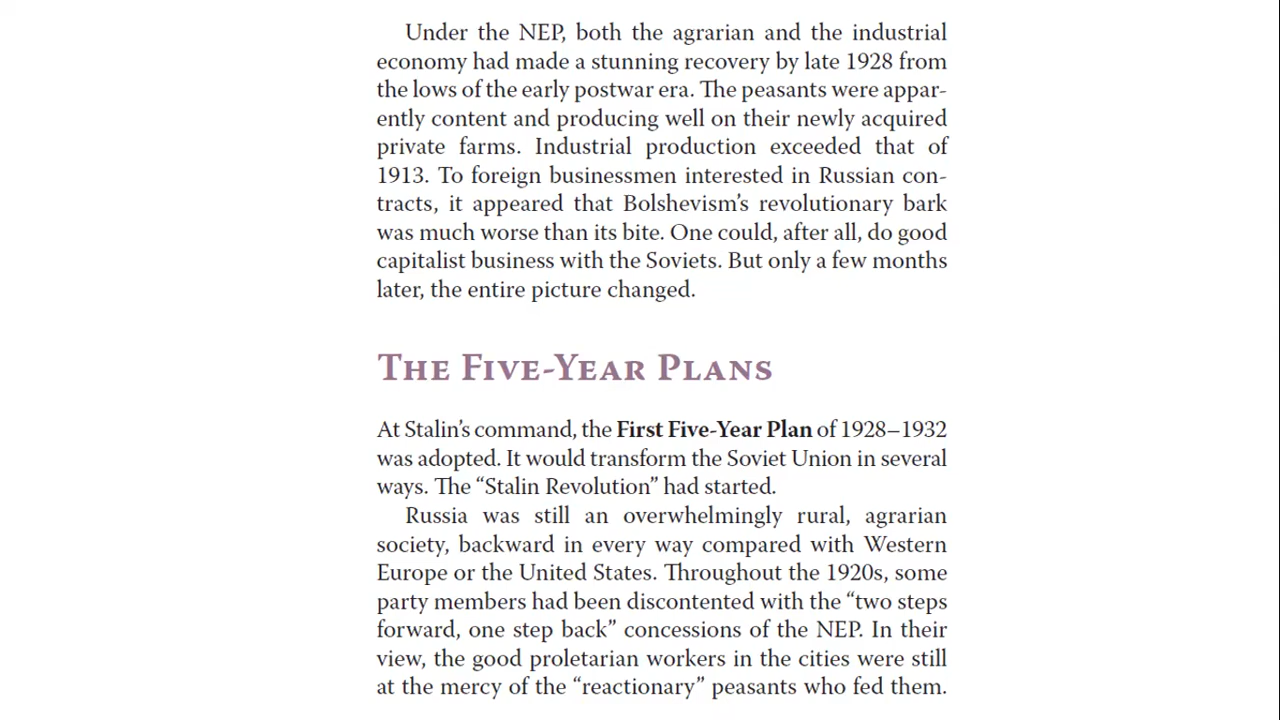 Under the NEP, both the agrarian and the industrial
economy had made a stunning recovery by late 1928 from
the lows of the early postwar era. The peasants were appar-
ently content and producing well on their newly acquired
private farms. Industrial production exceeded that of
1913. To foreign businessmen interested in Russian con-
tracts, it appeared that Bolshevism’s revolutionary bark
was much worse than its bite. One could, after all, do good
capitalist business with the Soviets. But only a few months
later, the entire picture changed.
The Five-Year Plans
At Stalin’s command, the First Five-Year Plan of 1928–1932
was adopted. It would transform the Soviet Union in several
ways. The “Stalin Revolution” had started.
Russia was still an overwhelmingly rural, agrarian
society, backward in every way compared with Western
Europe or the United States. Throughout the 1920s, some
party members had been discontented with the “two steps
forward, one step back” concessions of the NEP. In their
view, the good proletarian workers in the cities were still
at the mercy of the “reactionary” peasants who fed them.